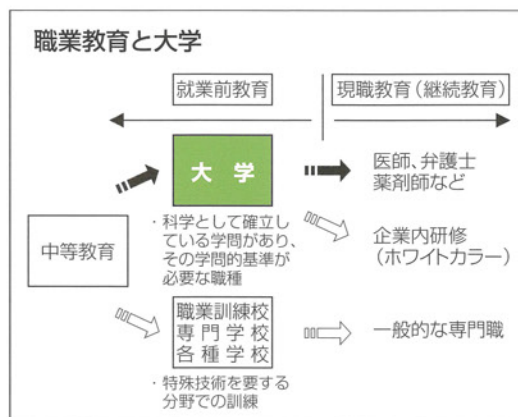 職業教育と大学
就業前教育
現職教育（継続教育）
大学
医師、弁護士
薬剤師など
・科学として確立し
ている学問があり、
その学問的基準が
必要な職種
企業内研修
（ホワイトカラー）
中等教育
職業訓練校
専門学校
各種学校
一般的な専門職
・特殊技術を要する
分野での訓練